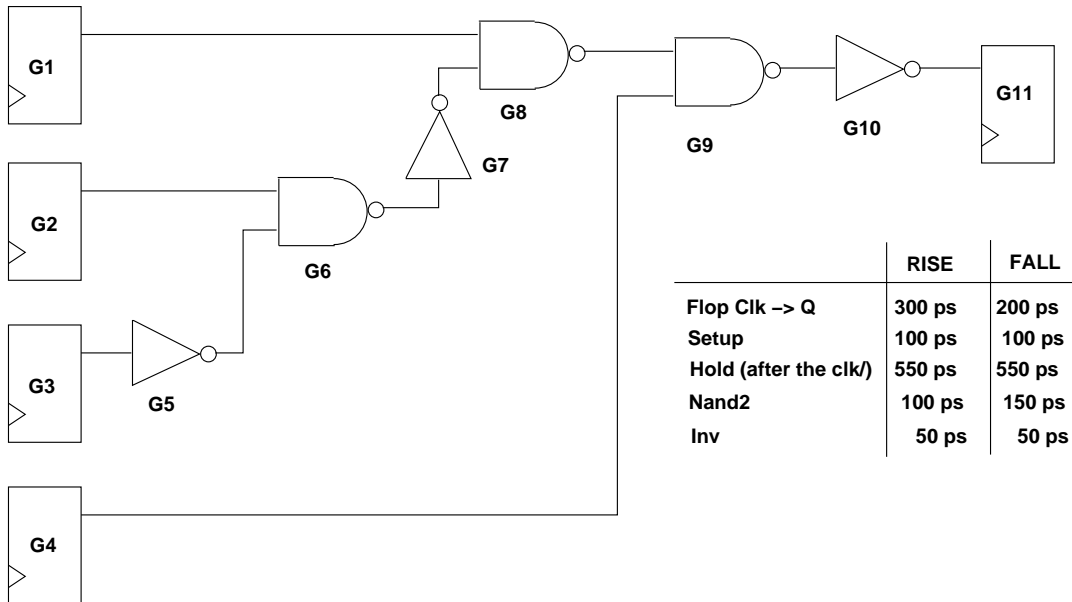 G1
G8
G9
G10
G11
G7
G2
G6
G3
G5
G4
RISE FALL
Flop Clk −> Q 300 ps 200 ps
Setup 100 ps 100 ps
Hold (after the clk/) 550 ps 550 ps
Nand2 100 ps 150 ps
Inv 50 ps 50 ps